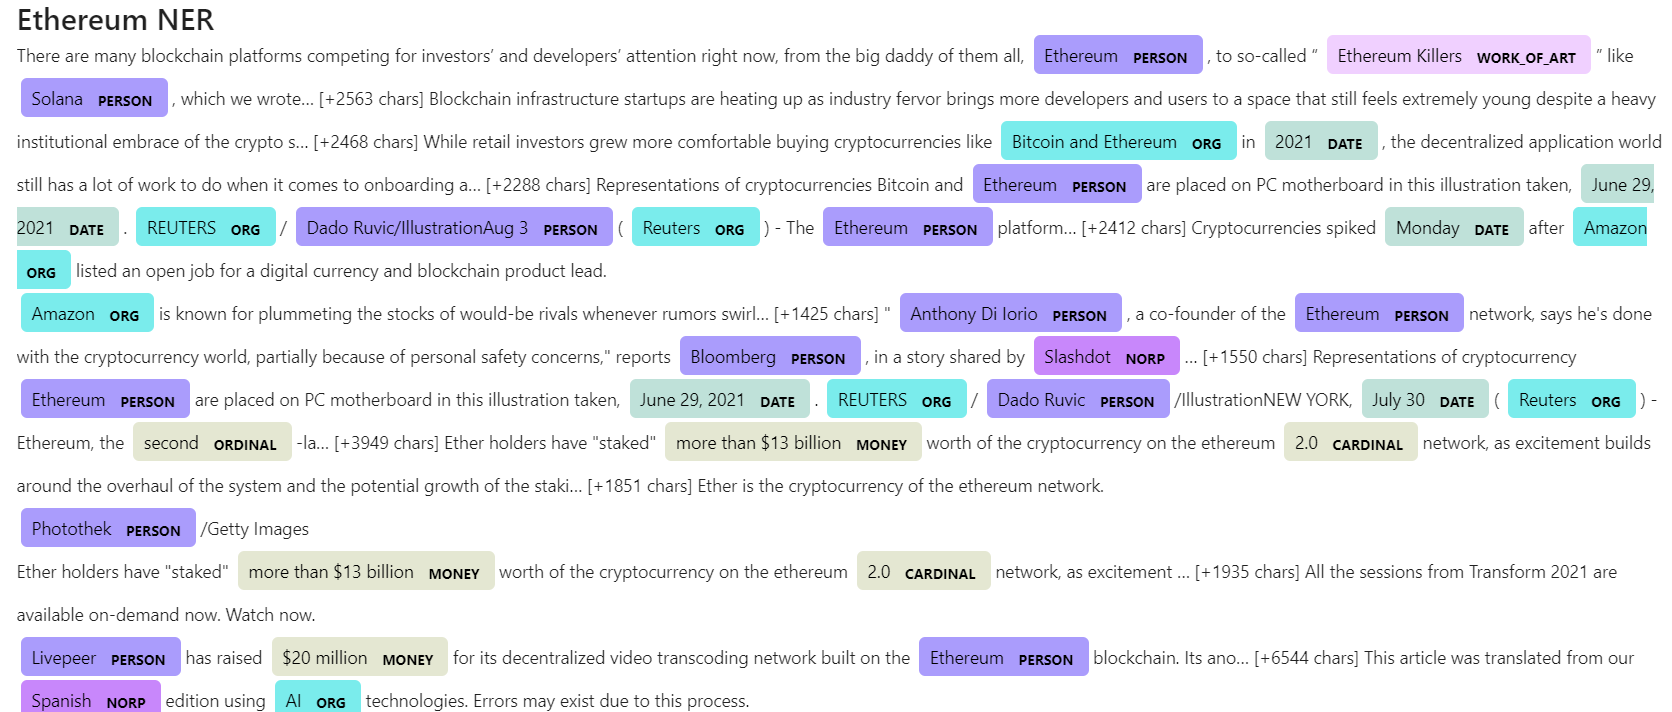 Ethereum NER
There are many blockchain platforms competing for investors’ and developers’ attention right now, from the big daddy of them all, Ethereum PERSON , to so-called “ Ethereum Killers WORK_OF_ART ” like
Solana PERSON , which we wrote… [+2563 chars] Blockchain infrastructure startups are heating up as industry fervor brings more developers and users to a space that still feels extremely young despite a heavy
institutional embrace of the crypto s… [+2468 chars] While retail investors grew more comfortable buying cryptocurrencies like Bitcoin and Ethereum ORG in 2021 DATE , the decentralized application world
still has a lot of work to do when it comes to onboarding a… [+2288 chars] Representations of cryptocurrencies Bitcoin and Ethereum PERSON are placed on PC motherboard in this illustration taken, June 29,
2021 DATE . REUTERS ORG / Dado Ruvic/IllustrationAug 3 PERSON ( Reuters ORG ) - The Ethereum PERSON platform… [+2412 chars] Cryptocurrencies spiked Monday DATE after Amazon
ORG listed an open job for a digital currency and blockchain product lead.
Amazon ORG is known for plummeting the stocks of would-be rivals whenever rumors swirl… [+1425 chars] " Anthony Di Iorio PERSON , a co-founder of the Ethereum PERSON network, says he's done
with the cryptocurrency world, partially because of personal safety concerns," reports Bloomberg PERSON , in a story shared by Slashdot NORP … [+1550 chars] Representations of cryptocurrency
Ethereum PERSON are placed on PC motherboard in this illustration taken, June 29, 2021 DATE . REUTERS ORG / Dado Ruvic PERSON /IllustrationNEW YORK, July 30 DATE ( Reuters ORG ) -
Ethereum, the second ORDINAL -la… [+3949 chars] Ether holders have "staked" more than $13 billion MONEY worth of the cryptocurrency on the ethereum 2.0 CARDINAL network, as excitement builds
around the overhaul of the system and the potential growth of the staki… [+1851 chars] Ether is the cryptocurrency of the ethereum network.
Photothek PERSON /Getty Images
Ether holders have "staked" more than $13 billion MONEY worth of the cryptocurrency on the ethereum 2.0 CARDINAL network, as excitement … [+1935 chars] All the sessions from Transform 2021 are
available on-demand now. Watch now.
Livepeer PERSON has raised $20 million MONEY for its decentralized video transcoding network built on the Ethereum PERSON blockchain. Its ano… [+6544 chars] This article was translated from our
Spanish NORP edition using AI ORG technologies. Errors may exist due to this process.